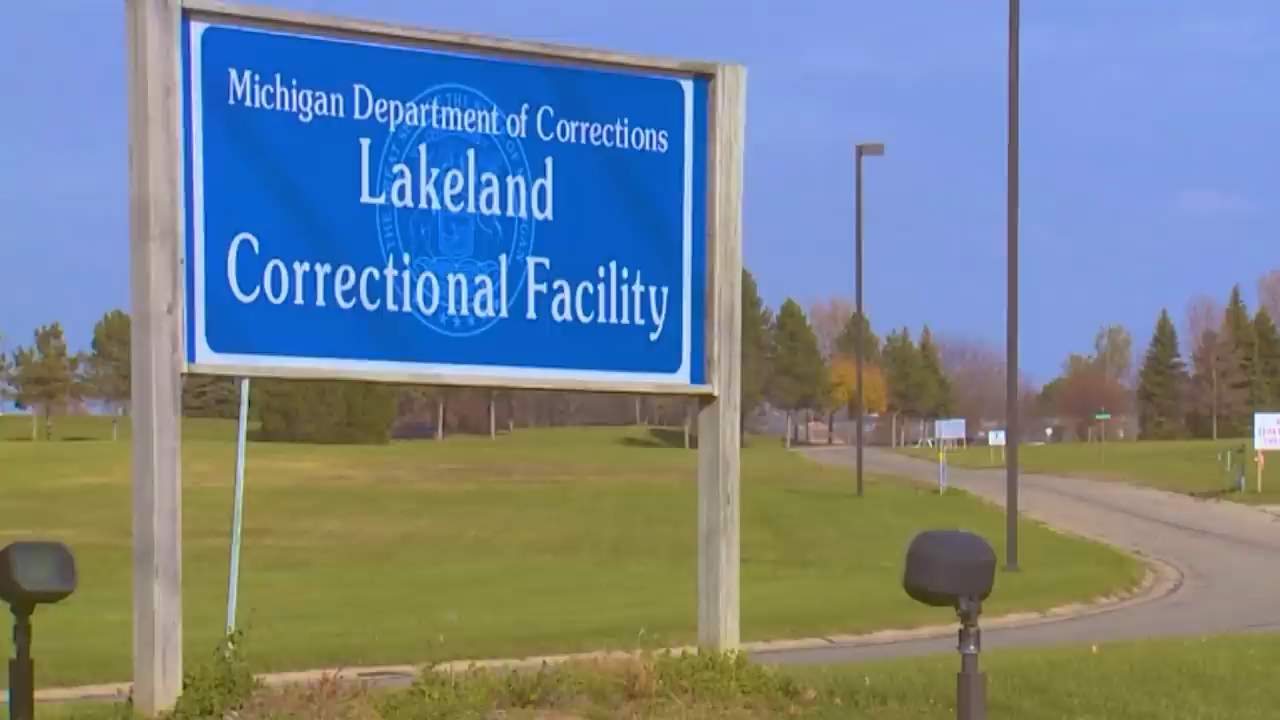 Michigan Department of Corrections
Lakeland
Correctional Facility